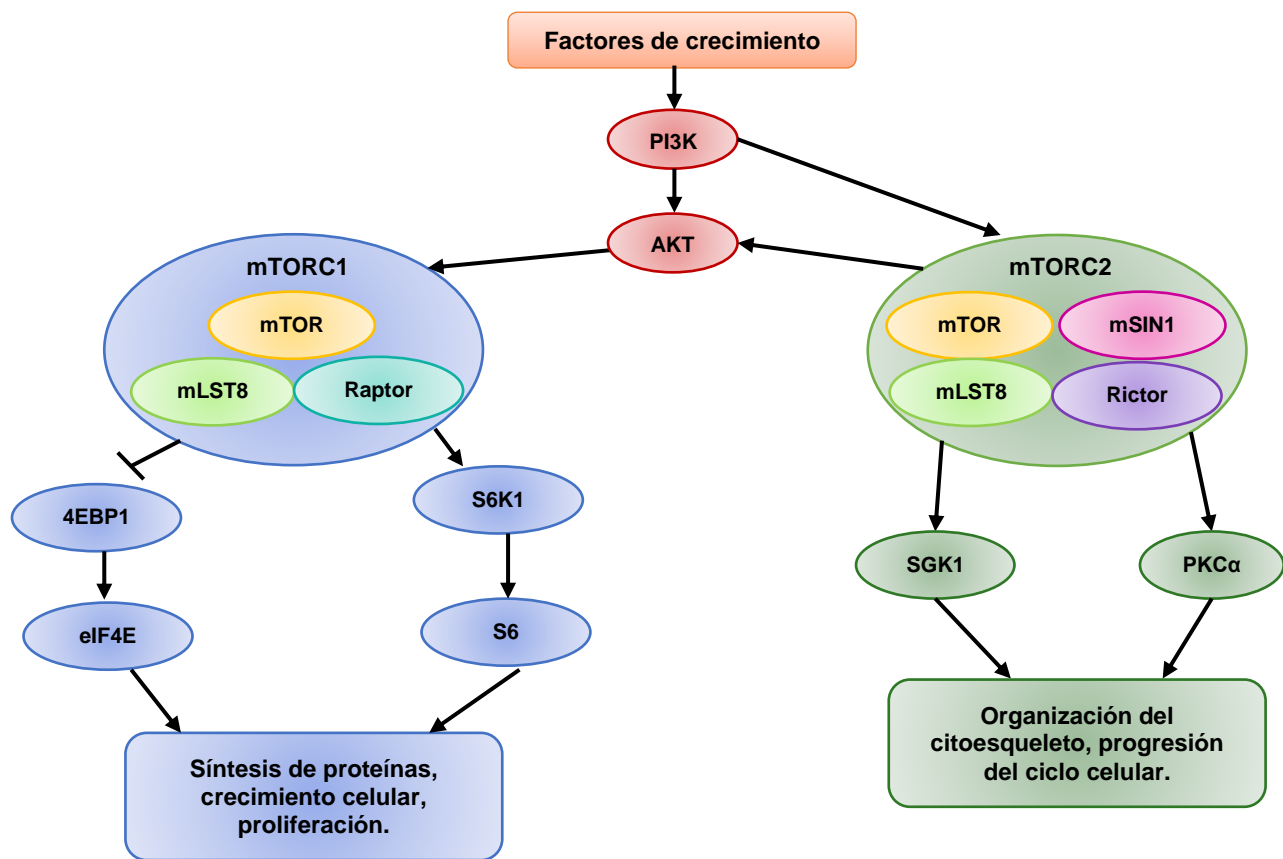 Factores de crecimiento
PI3K
AKT
mTORC1
mTOR
mLST8
Raptor
mTORC2
mTOR
mSIN1
mLST8
Rictor
4EBP1
S6K1
eIF4E
S6
SGK1
PKCα
Síntesis de proteínas,
crecimiento celular,
proliferación.
Organización del
citoesqueleto, progresión
del ciclo celular.